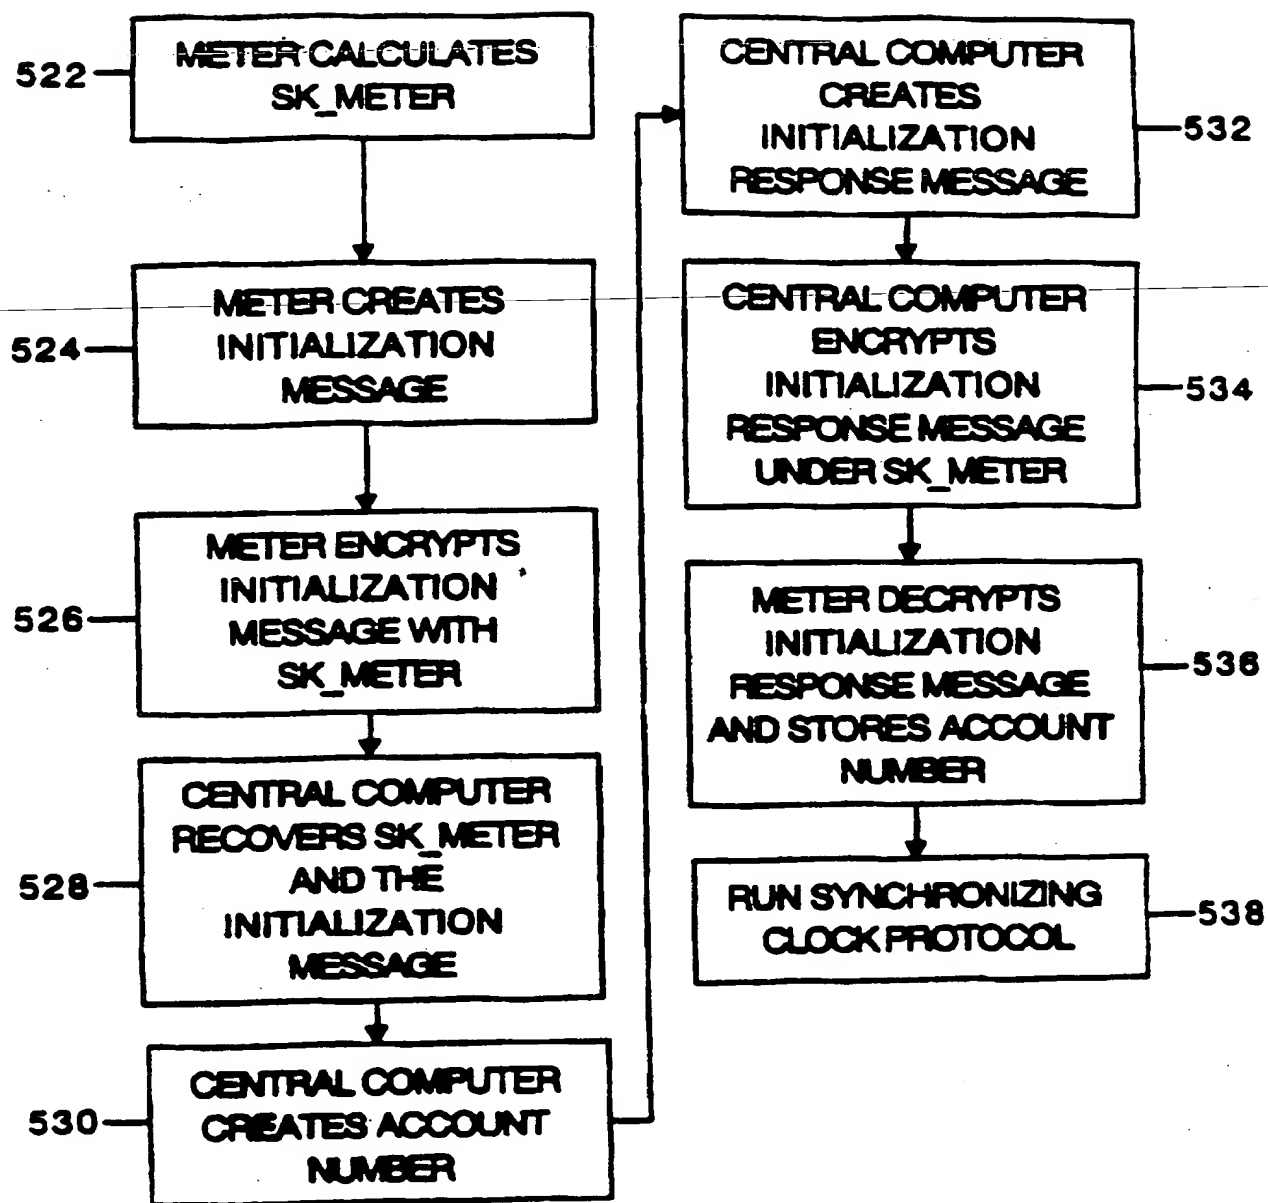 522
METER CALCULATES
SK_METER
524
METER CREATES
INITIALIZATION
MESSAGE
526
METER ENCRYPTS
INITIALIZATION
MESSAGE WITH
SK_METER
528
CENTRAL COMPUTER
RECOVERS SK_METER
AND THE
INITIALIZATION
MESSAGE
530
CENTRAL COMPUTER
CREATES ACCOUNT
NUMBER
CENTRAL COMPUTER
CREATES
INITIALIZATION
RESPONSE MESSAGE
532
CENTRAL COMPUTER
ENCRYPTS
INITIALIZATION
RESPONSE MESSAGE
UNDER SK_METER
534
METER DECRYPTS
INITIALIZATION
RESPONSE MESSAGE
AND STORES ACCOUNT
NUMBER
536
RUN SYNCHRONIZING
CLOCK PROTOCOL
538